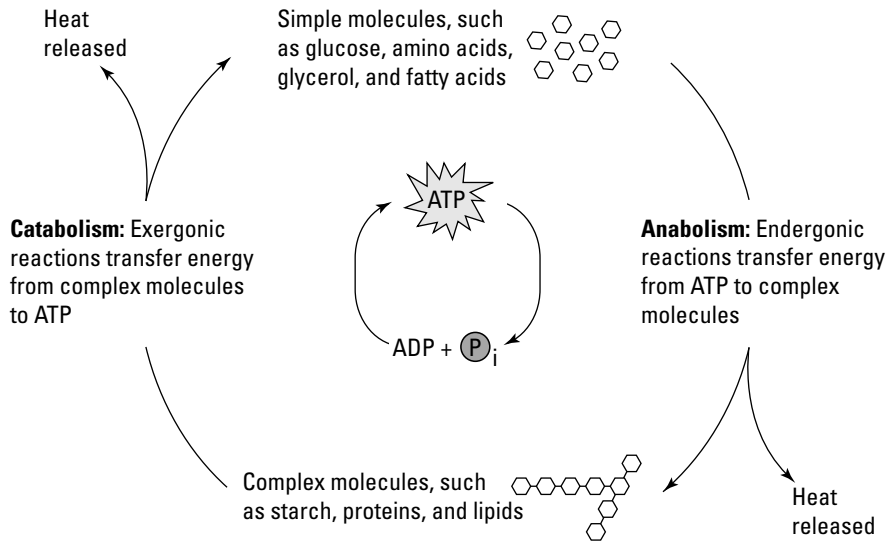 Heat
released
Simple molecules, such
as glucose, amino acids,
glycerol, and fatty acids
ATP
Catabolism: Exergonic
reactions transfer energy
from complex molecules
to ATP
Anabolism: Endergonic
reactions transfer energy
from ATP to complex
molecules
ADP + P i
Complex molecules, such
as starch, proteins, and lipids
Heat
released